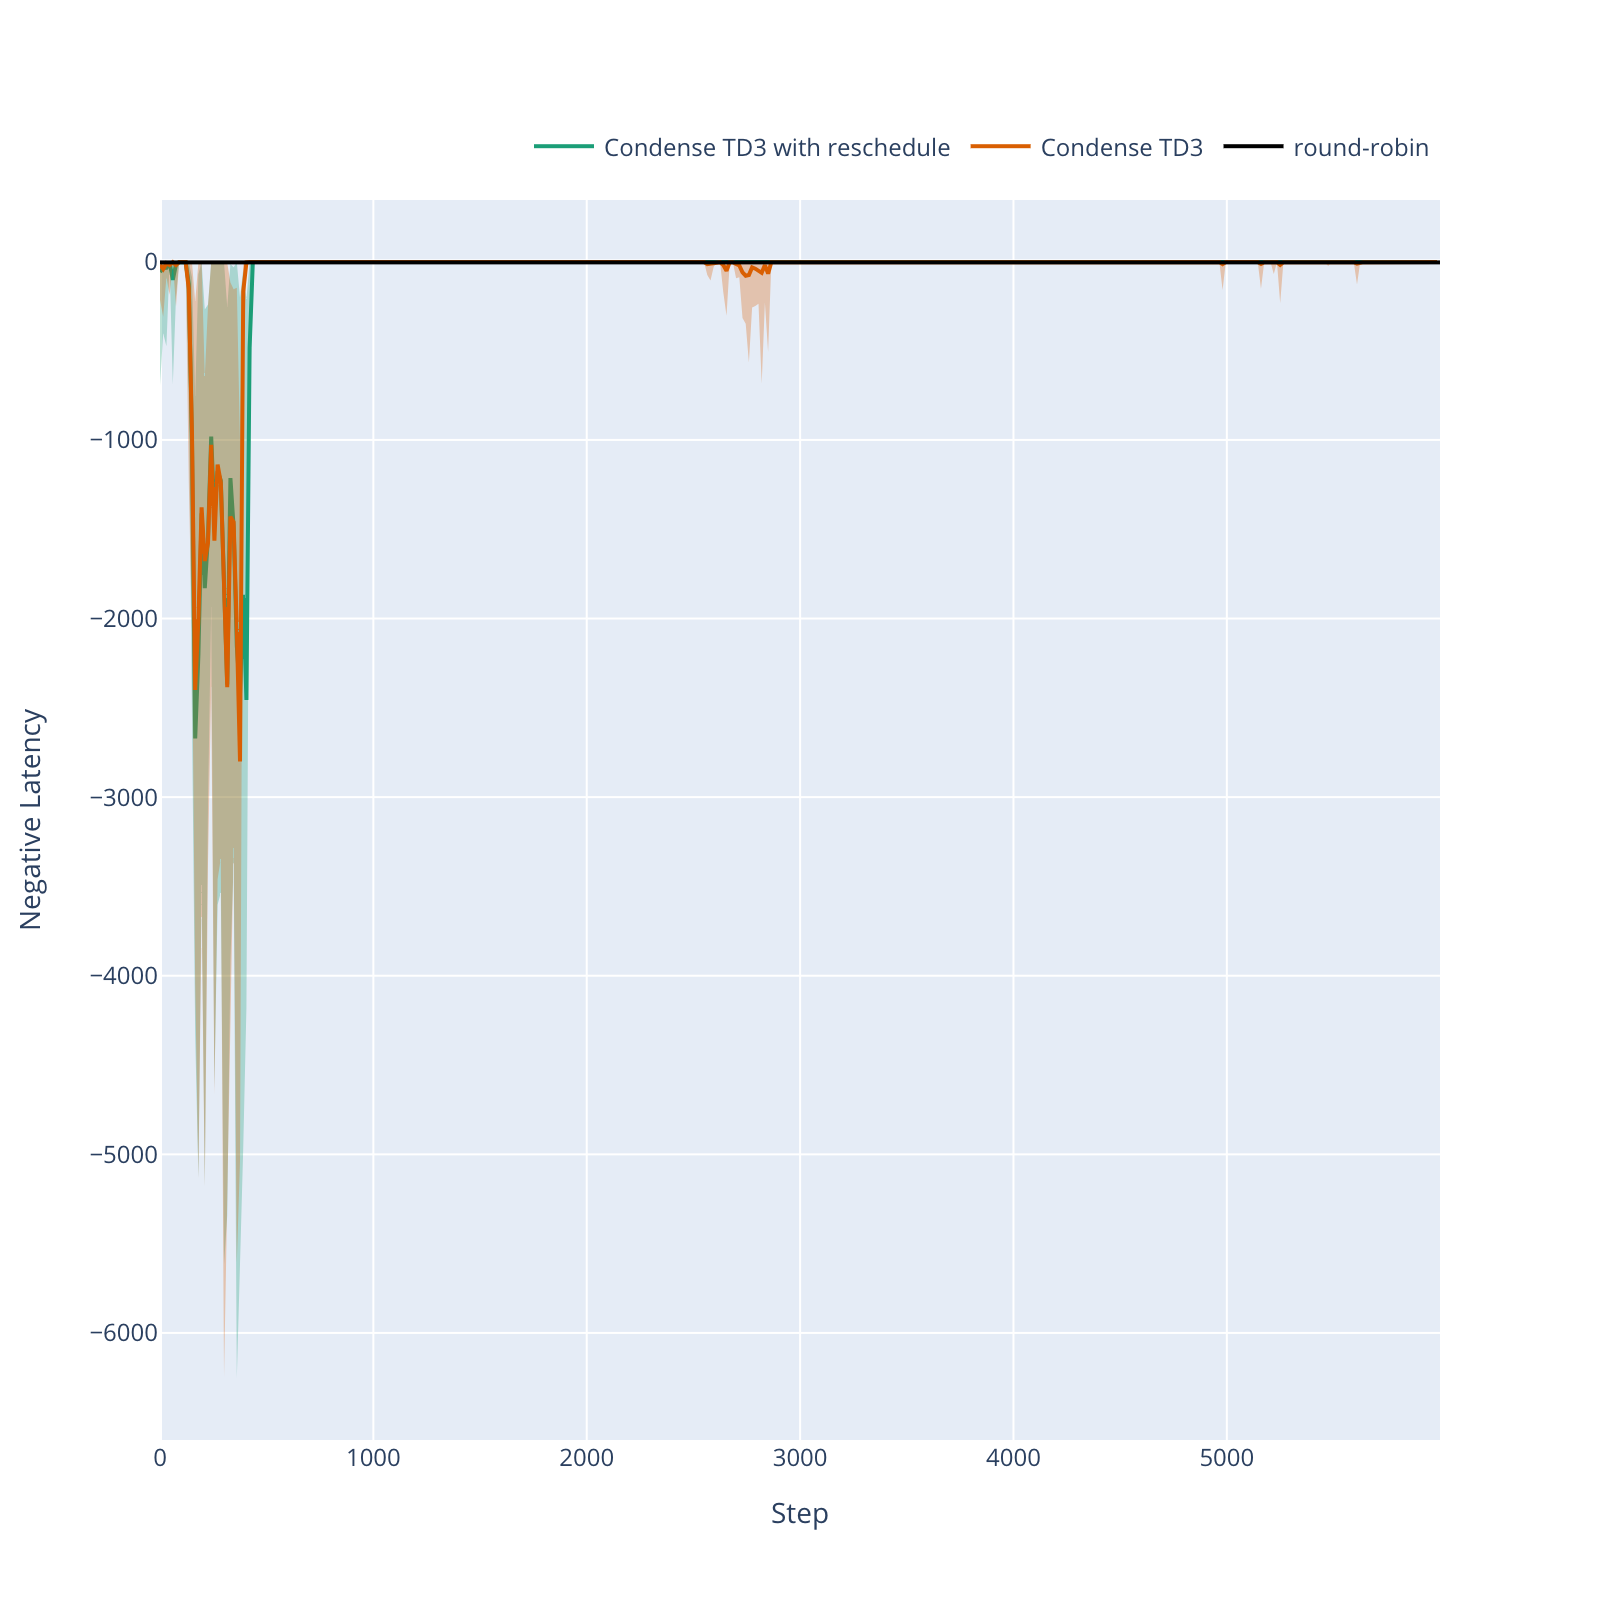 Condense TD3 with reschedule
Condense TD3
round-robin
0
−1000
−2000
−3000
−4000
−5000
−6000
Negative Latency
0
1000
2000
3000
4000
5000
Step